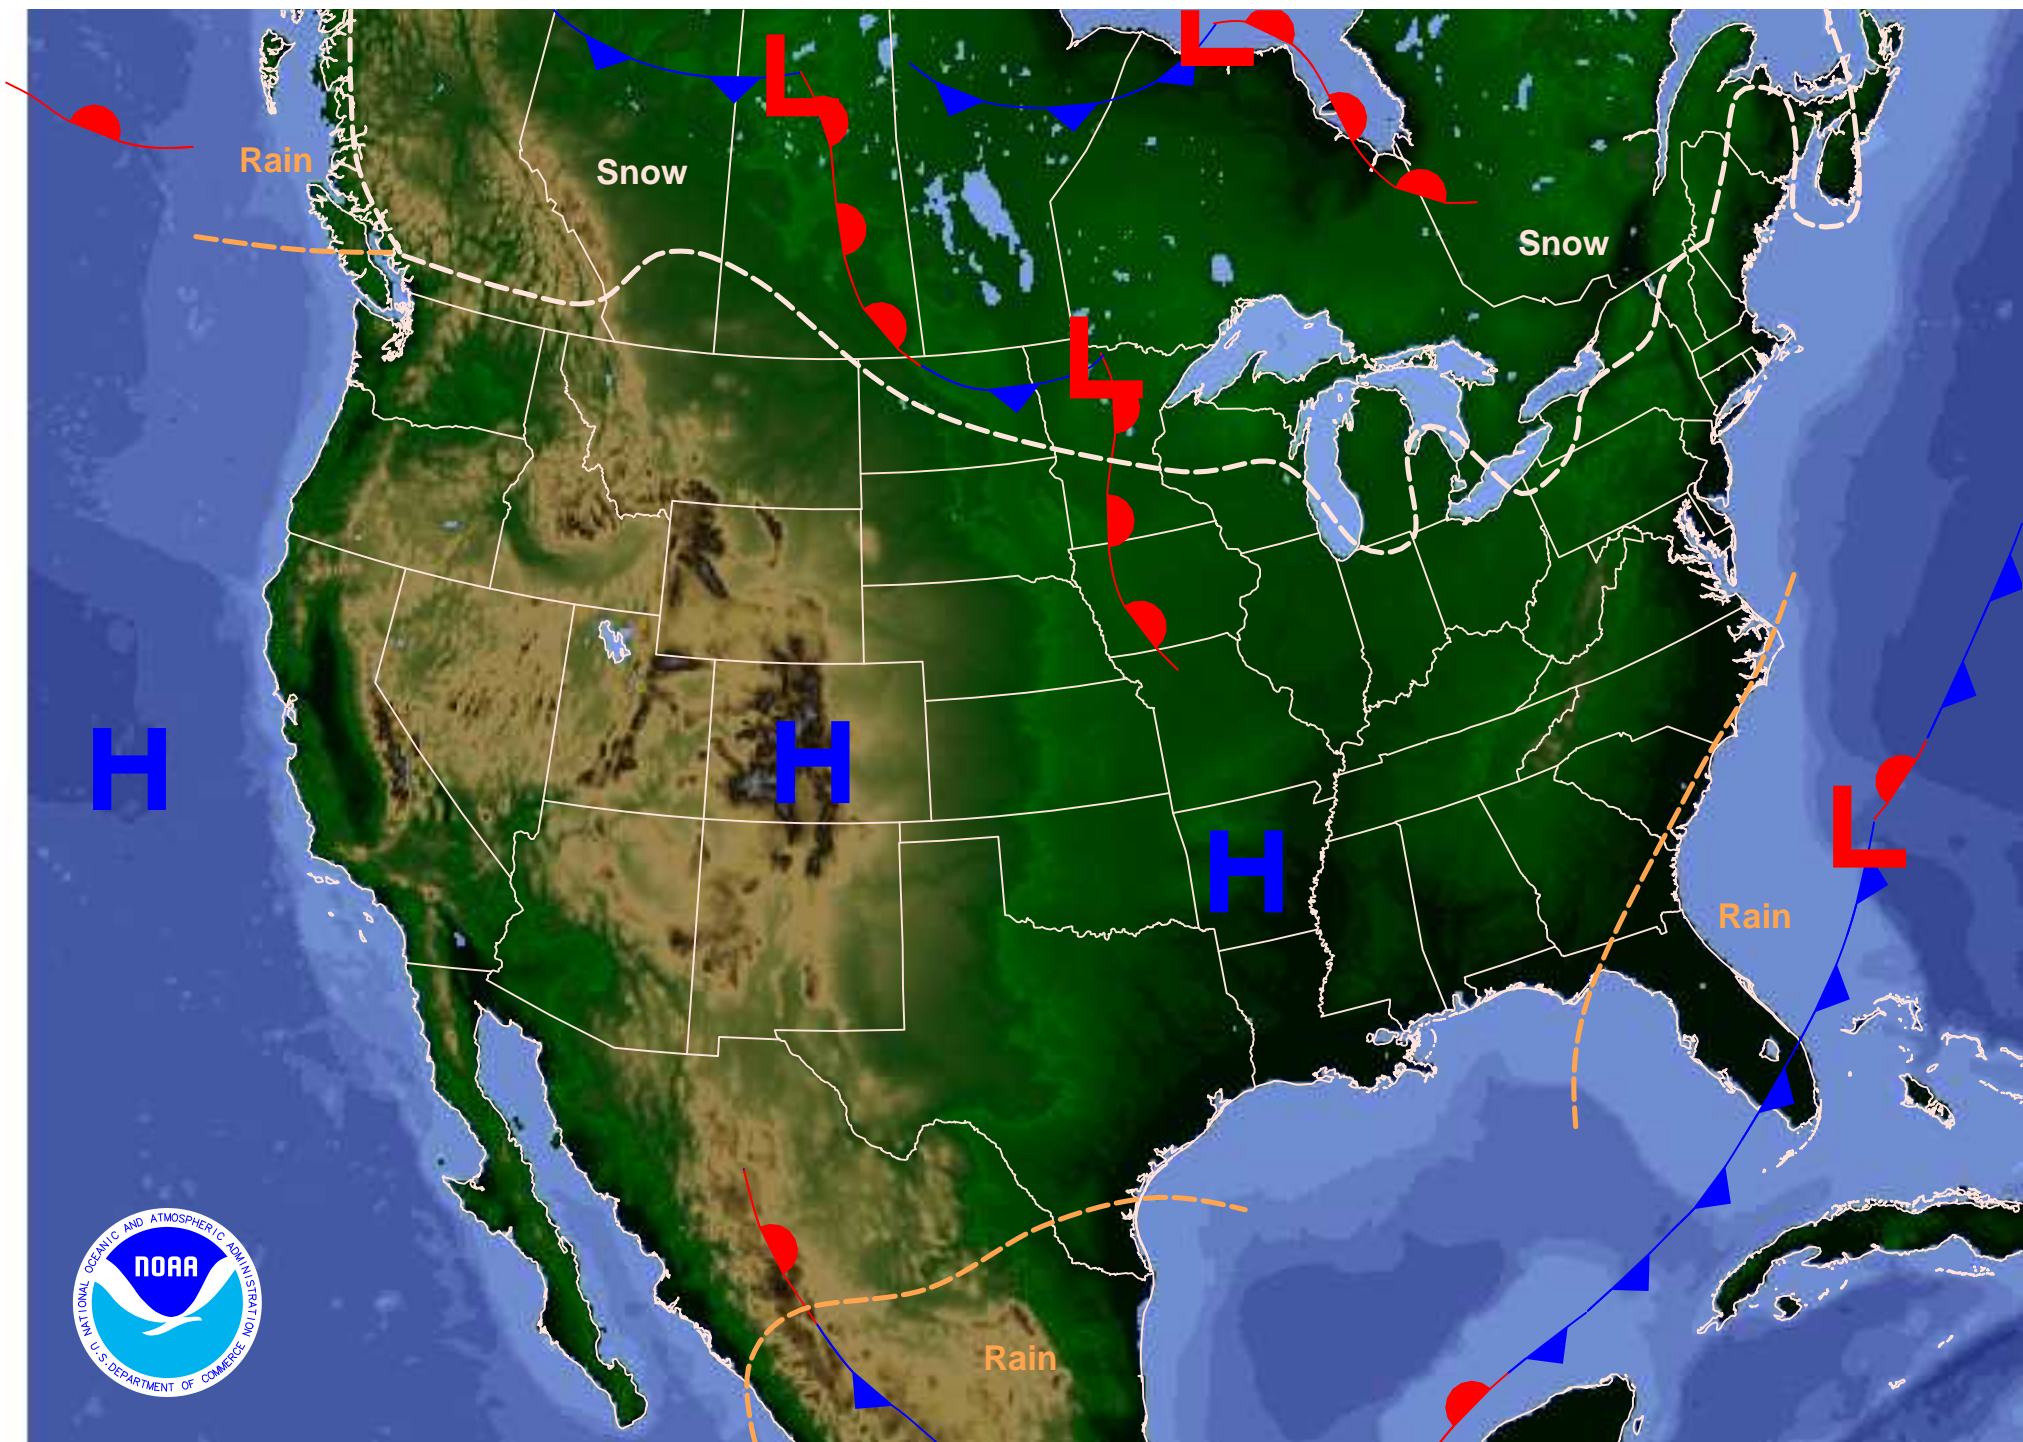 L
L
Rain
Snow
Snow
L
H
H
L
H
Rain
Rain
NATIONAL OCEANIC AND ATMOSPHERIC ADMINISTRATION
NOAA
U.S. DEPARTMENT OF COMMERCE